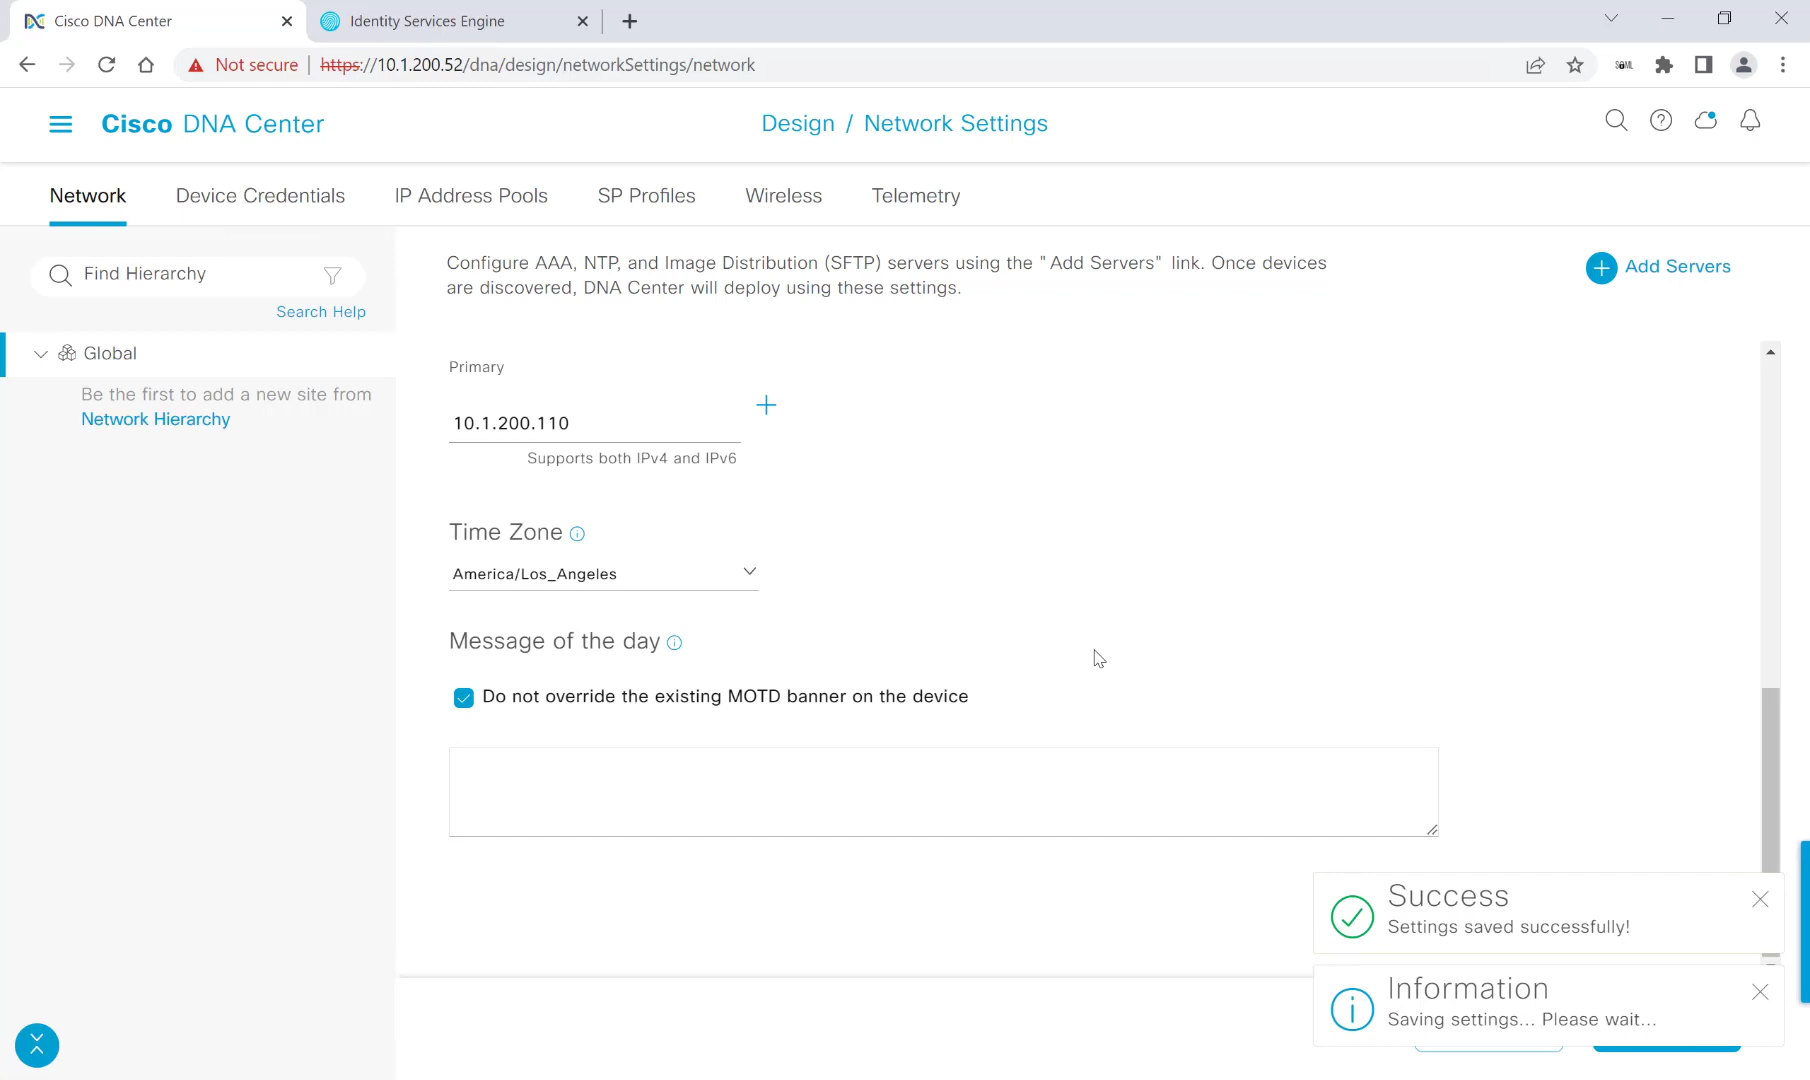 Cisco DNA Center
Identity Services Engine
Not secure | https://10.1.200.52/dna/design/networkSettings/network
SAML
Cisco DNA Center
Design / Network Settings
Network
Device Credentials
IP Address Pools
SP Profiles
Wireless
Telemetry
Find Hierarchy
Search Help
Global
Be the first to add a new site from
Network Hierarchy
Configure AAA, NTP, and Image Distribution (SFTP) servers using the "Add Servers" link. Once devices
are discovered, DNA Center will deploy using these settings.
Add Servers
Primary
10.1.200.110
Supports both IPv4 and IPv6
Time Zone
America/Los_Angeles
Message of the day
Do not override the existing MOTD banner on the device
Success
Settings saved successfully!
Information
Saving settings... Please wait...